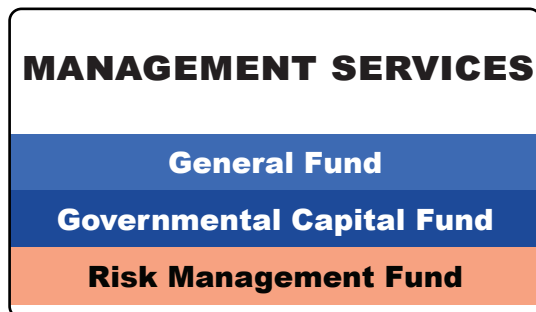 MANAGEMENT SERVICES
General Fund
Governmental Capital Fund
Risk Management Fund